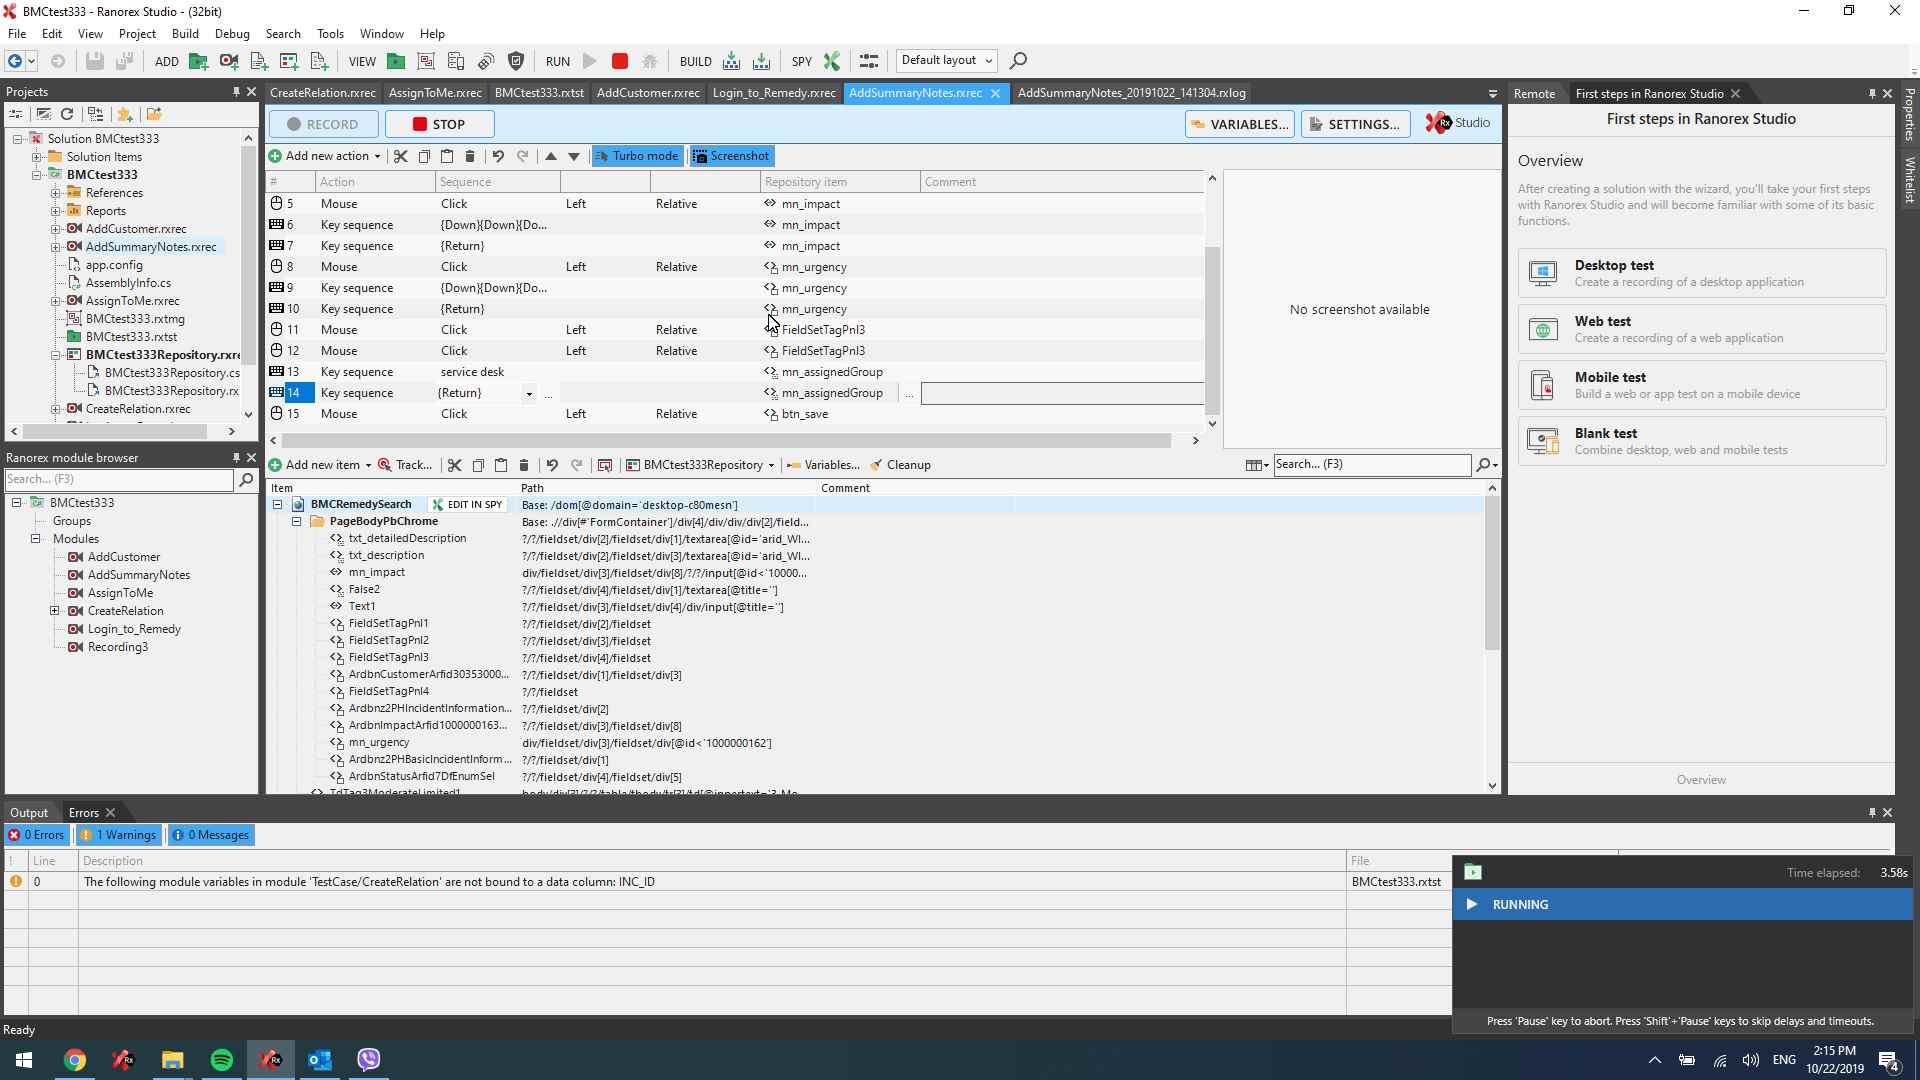 BMCtest333 - Ranorex Studio - (32bit)
File Edit View Project Build Debug Search Tools Window Help
ADD VIEW RUN BUILD SPY Default layout
Projects
Solution BMCtest333
Solution Items
BMCtest333
References
Reports
AddCustomer.rxrec
AddSummaryNotes.rxrec
app.config
AssemblyInfo.cs
AssignToMe.rxrec
BMCtest333.rxtmg
BMCtest333.rxtst
BMCtest333Repository.rxre
BMCtest333Repository.cs
BMCtest333Repository.rx
CreateRelation.rxrec
Ranorex module browser
Search... (F3)
BMCtest333
Groups
Modules
AddCustomer
AddSummaryNotes
AssignToMe
CreateRelation
Login_to_Remedy
Recording3
CreateRelation.rxrec AssignToMe.rxrec BMCtest333.rxtst AddCustomer.rxrec Login_to_Remedy.rxrec AddSummaryNotes.rxrec AddSummaryNotes_20191022_141304.rxlog
RECORD STOP VARIABLES... SETTINGS... Rx Studio
Add new action Turbo mode Screenshot
# Action Sequence Repository item Comment
5 Mouse Click Left Relative mn_impact
6 Key sequence {Down}{Down}{Do... mn_impact
7 Key sequence {Return} mn_impact
8 Mouse Click Left Relative mn_urgency
9 Key sequence {Down}{Down}{Do... mn_urgency
10 Key sequence {Return} mn_urgency
11 Mouse Click Left Relative FieldSetTagPnl3
12 Mouse Click Left Relative FieldSetTagPnl3
13 Key sequence service desk mn_assignedGroup
14 Key sequence {Return} ... mn_assignedGroup ...
15 Mouse Click Left Relative btn_save
No screenshot available
Add new item Track... BMCtest333Repository Variables... Cleanup Search... (F3)
Item Path Comment
BMCRemedySearch EDIT IN SPY Base: /dom[@domain='desktop-c80mesn']
PageBodyPbChrome Base: .//div[#'FormContainer']/div[4]/div/div/div[2]/field...
txt_detailedDescription ?/?/fieldset/div[2]/fieldset/div[1]/textarea[@id='arid_WI...
txt_description ?/?/fieldset/div[2]/fieldset/div[3]/textarea[@id='arid_WI...
mn_impact div/fieldset/div[3]/fieldset/div[8]/?/?/input[@id<'10000...
False2 ?/?/fieldset/div[4]/fieldset/div[1]/textarea[@title='']
Text1 ?/?/fieldset/div[3]/fieldset/div[4]/div/input[@title='']
FieldSetTagPnl1 ?/?/fieldset/div[2]/fieldset
FieldSetTagPnl2 ?/?/fieldset/div[3]/fieldset
FieldSetTagPnl3 ?/?/fieldset/div[4]/fieldset
ArdbnCustomerArfid30353000... ?/?/fieldset/div[1]/fieldset/div[3]
FieldSetTagPnl4 ?/?/fieldset
Ardbnz2PHIncidentInformation... ?/?/fieldset/div[2]
ArdbnImpactArfid1000000163... ?/?/fieldset/div[3]/fieldset/div[8]
mn_urgency div/fieldset/div[3]/fieldset/div[@id<'1000000162']
Ardbnz2PHBasicIncidentInform... ?/?/fieldset/div[1]
ArdbnStatusArfid7DfEnumSel ?/?/fieldset/div[4]/fieldset/div[5]
Remote First steps in Ranorex Studio
First steps in Ranorex Studio
Overview
After creating a solution with the wizard, you'll take your first steps
with Ranorex Studio and will become familiar with some of its basic
functions.
Desktop test
Create a recording of a desktop application
Web test
Create a recording of a web application
Mobile test
Build a web or app test on a mobile device
Blank test
Combine desktop, web and mobile tests
Overview
Properties
Whitelist
Output Errors
0 Errors 1 Warnings 0 Messages
! Line Description File
0 The following module variables in module 'TestCase/CreateRelation' are not bound to a data column: INC_ID BMCtest333.rxtst
Time elapsed: 3.58s
RUNNING
Press 'Pause' key to abort. Press 'Shift'+'Pause' keys to skip delays and timeouts.
Ready
ENG
2:15 PM
10/22/2019
4